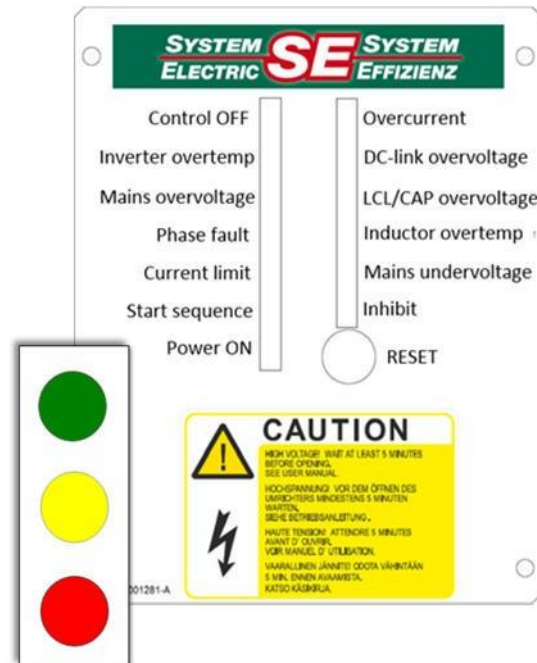 SYSTEM SE SYSTEM
ELECTRIC EFFIZIENZ
Control OFF
Inverter overtemp
Mains overvoltage
Phase fault
Current limit
Start sequence
Power ON
Overcurrent
DC-link overvoltage
LCL/CAP overvoltage
Inductor overtemp
Mains undervoltage
Inhibit
RESET
CAUTION
HIGH VOLTAGE! WAIT AT LEAST 5 MINUTES
BEFORE OPENING.
SEE USER MANUAL.
HOCHSPANNUNG! VOR DEM ÖFFNEN DES
UMRICHTERS MINDESTENS 5 MINUTEN
WARTEN.
SIEHE BETRIEBSANLEITUNG.
HAUTE TENSION! ATTENDRE 5 MINUTES
AVANT D' OUVRIR.
VOIR MANUEL D' UTILISATION.
VAARALLINEN JÄNNITE! ODOTA VÄHINTÄÄN
5 MIN. ENNEN AVAAMISTA.
KATSO KÄSIKIRJA.
001281-A